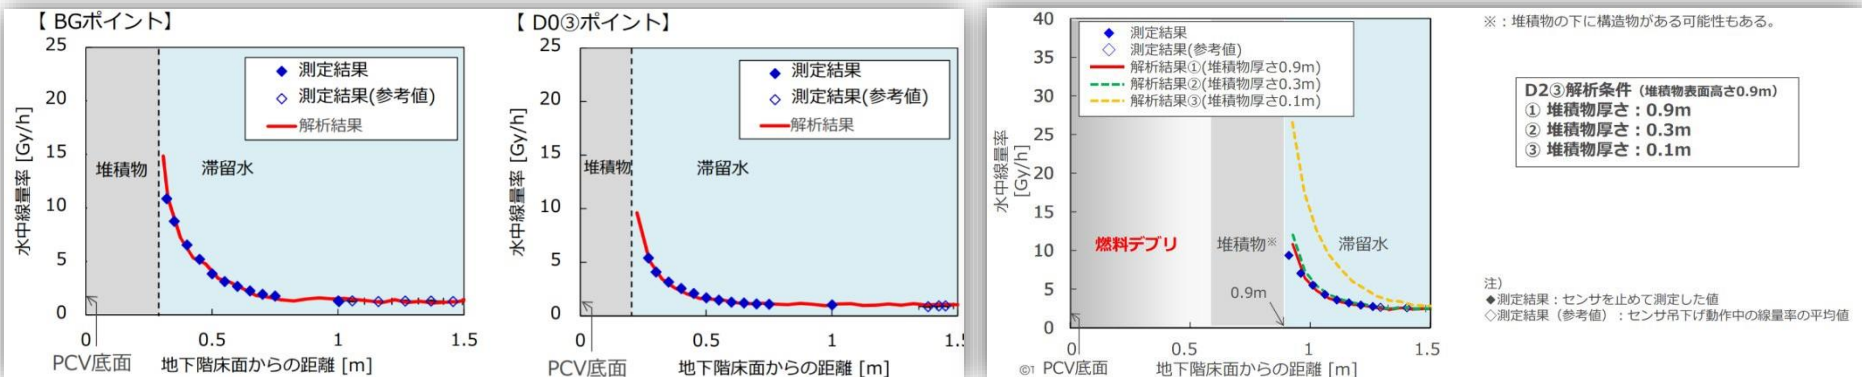 【 BGポイント】
25
20
15
10
5
0
水中線量率 [Gy/h]
◆ 測定結果
◇ 測定結果(参考値)
解析結果
堆積物
滞留水
0
0.5
1.0
1.5
PCV底面
地下階床面からの距離 [m]
【 D0③ポイント】
25
20
15
10
5
0
水中線量率 [Gy/h]
◆ 測定結果
◇ 測定結果(参考値)
解析結果
堆積物
滞留水
0
0.5
1.0
1.5
PCV底面
地下階床面からの距離 [m]
40
35
30
25
20
15
10
5
0
水中線量率
[Gy/h]
◆ 測定結果
◇ 測定結果(参考値)
解析結果①(堆積物厚さ0.9m)
解析結果②(堆積物厚さ0.3m)
解析結果③(堆積物厚さ0.1m)
燃料デブリ
堆積物※
滞留水
0.9m
0
0.5
1
1.5
PCV底面
地下階床面からの距離 [m]
※：堆積物の下に構造物がある可能性もある。
D2③解析条件（堆積物表面高さ0.9m）
① 堆積物厚さ：0.9m
② 堆積物厚さ：0.3m
③ 堆積物厚さ：0.1m
注）
◆測定結果：センサを止めて測定した値
◇測定結果（参考値）：センサ吊下げ動作中の線量率の平均値